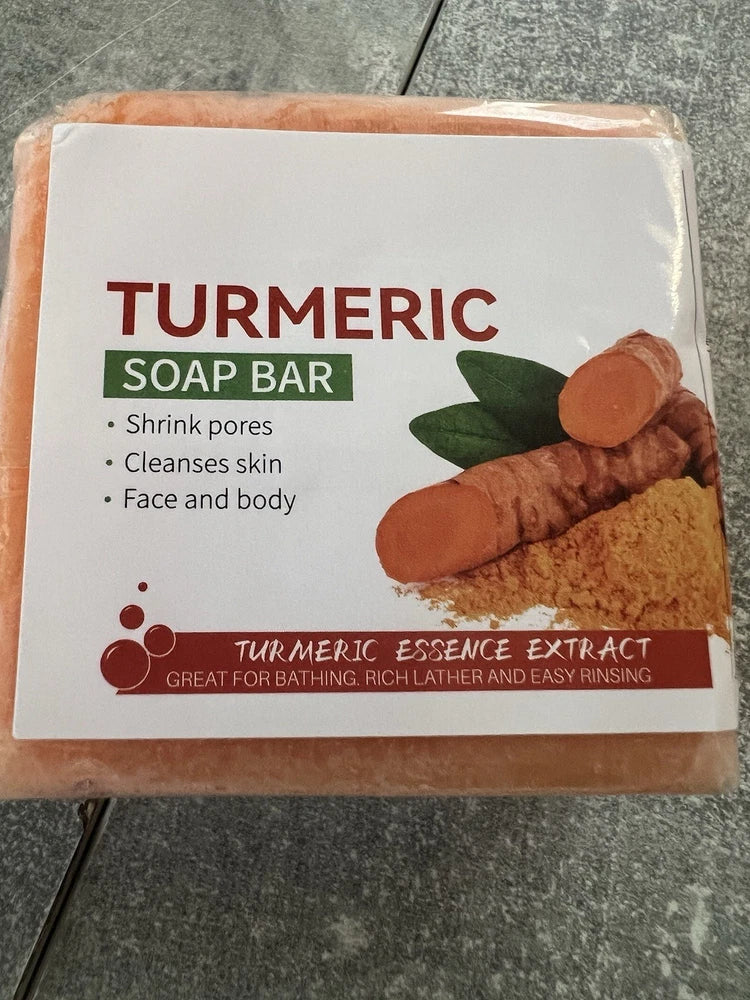 TURMERIC
SOAP BAR
• Shrink pores
• Cleanses skin
• Face and body
TURMERIC ESSENCE EXTRACT
GREAT FOR BATHING. RICH LATHER AND EASY RINSING